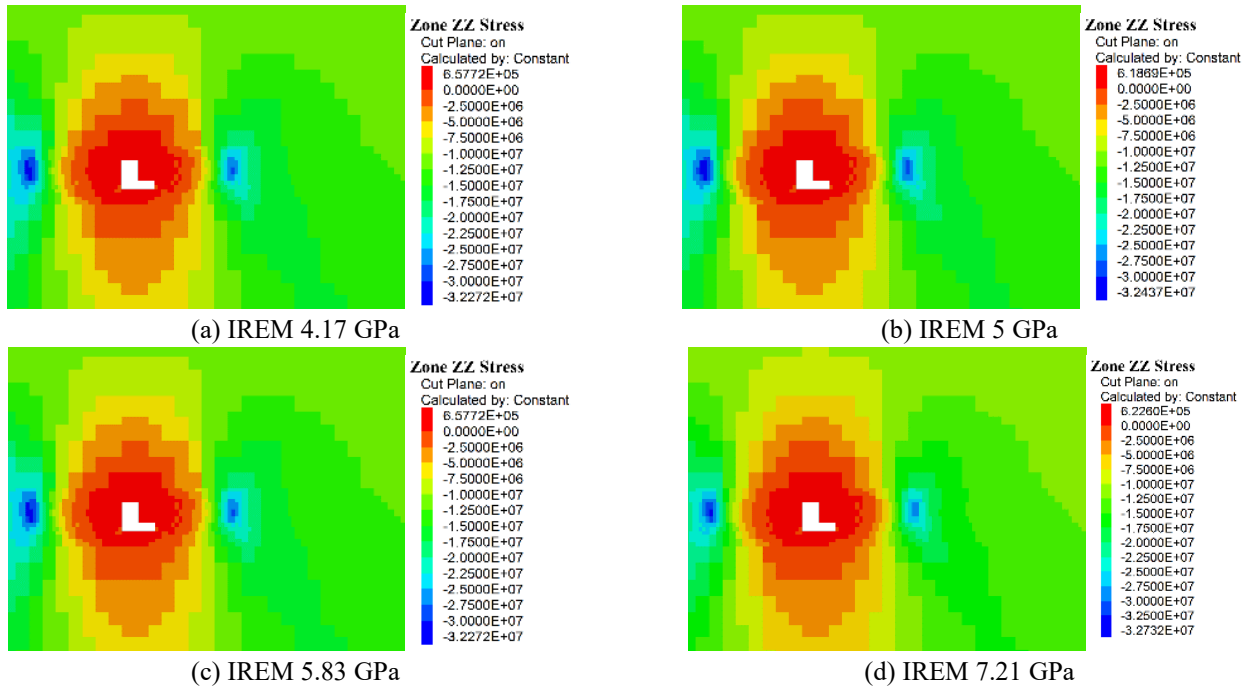 Zone ZZ Stress
Cut Plane: on
Calculated by: Constant
6.5772E+05
0.0000E+00
-2.5000E+06
-5.0000E+06
-7.5000E+06
-1.0000E+07
-1.2500E+07
-1.5000E+07
-1.7500E+07
-2.0000E+07
-2.2500E+07
-2.5000E+07
-2.7500E+07
-3.0000E+07
-3.2272E+07
(a) IREM 4.17 GPa
Zone ZZ Stress
Cut Plane: on
Calculated by: Constant
6.1869E+05
0.0000E+00
-2.5000E+06
-5.0000E+06
-7.5000E+06
-1.0000E+07
-1.2500E+07
-1.5000E+07
-1.7500E+07
-2.0000E+07
-2.2500E+07
-2.5000E+07
-2.7500E+07
-3.0000E+07
-3.2437E+07
(b) IREM 5 GPa
Zone ZZ Stress
Cut Plane: on
Calculated by: Constant
6.5772E+05
0.0000E+00
-2.5000E+06
-5.0000E+06
-7.5000E+06
-1.0000E+07
-1.2500E+07
-1.5000E+07
-1.7500E+07
-2.0000E+07
-2.2500E+07
-2.5000E+07
-2.7500E+07
-3.0000E+07
-3.2272E+07
(c) IREM 5.83 GPa
Zone ZZ Stress
Cut Plane: on
Calculated by: Constant
6.2260E+05
0.0000E+00
-2.5000E+06
-5.0000E+06
-7.5000E+06
-1.0000E+07
-1.2500E+07
-1.5000E+07
-1.7500E+07
-2.0000E+07
-2.2500E+07
-2.5000E+07
-2.7500E+07
-3.0000E+07
-3.2732E+07
(d) IREM 7.21 GPa